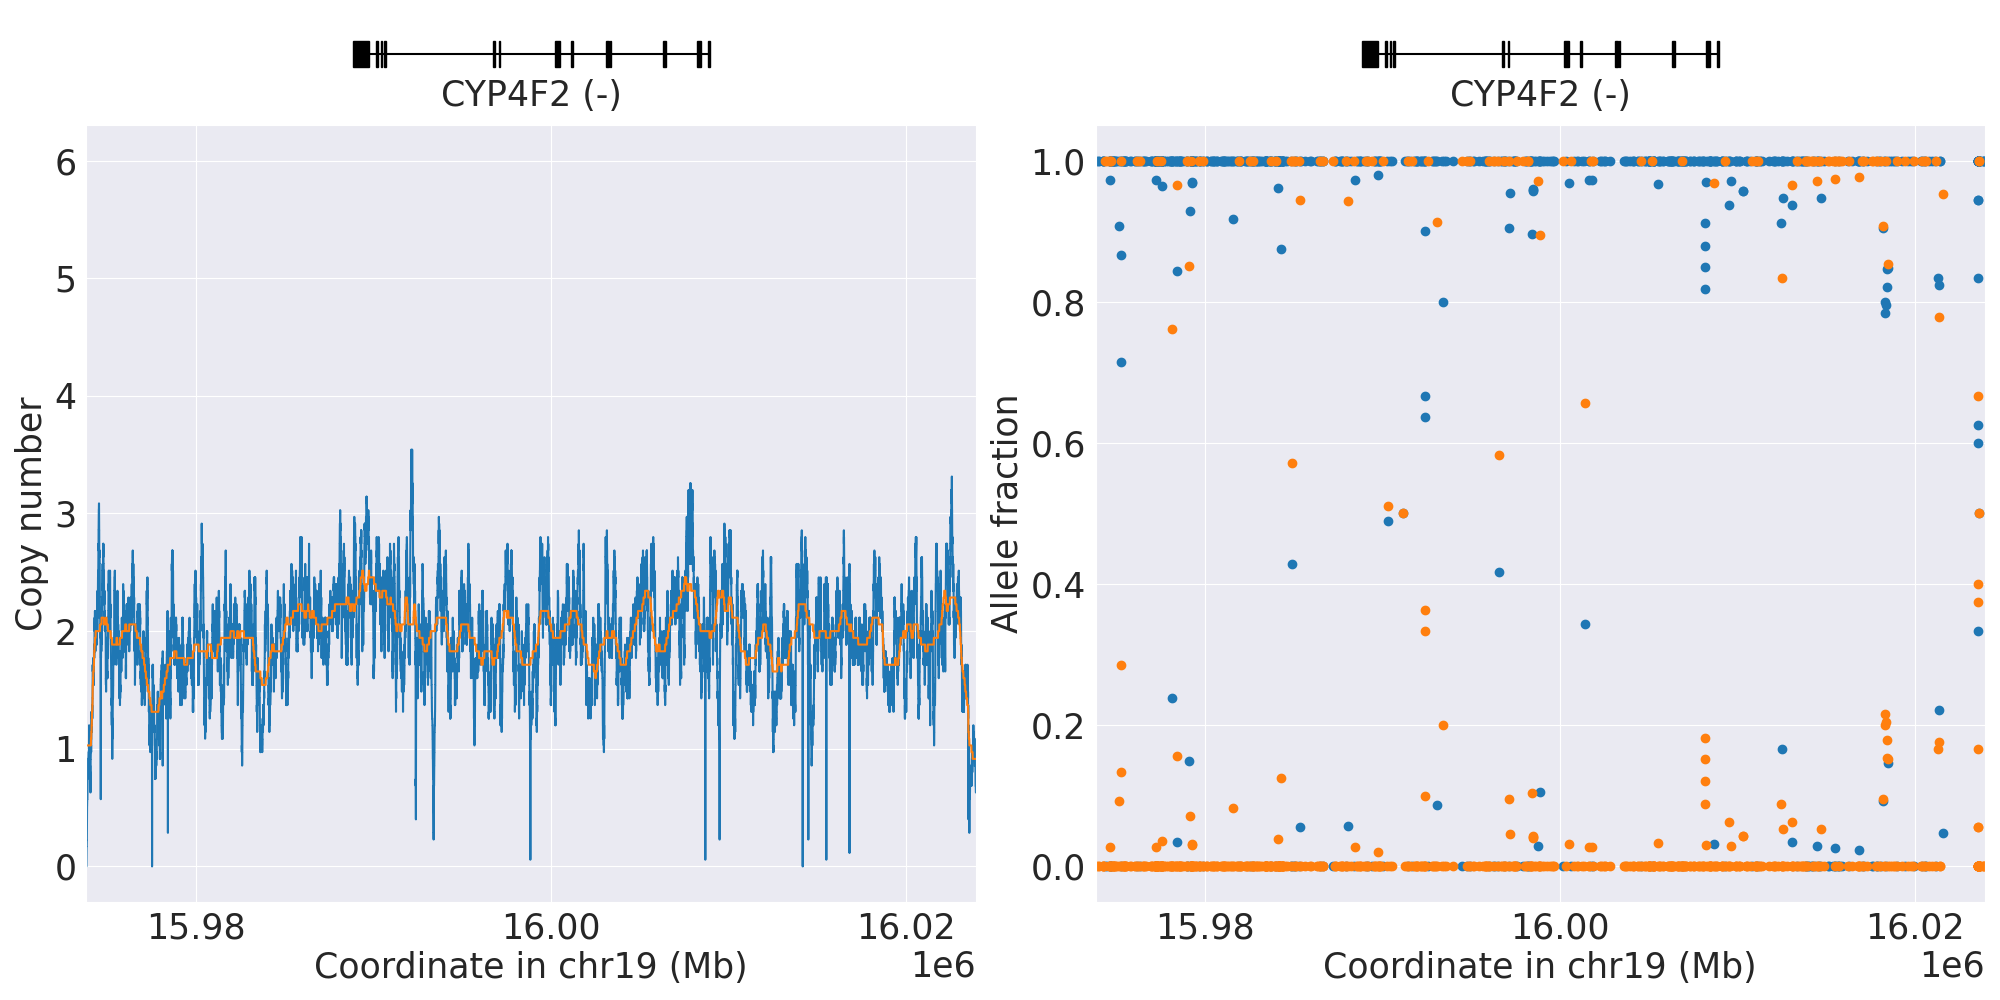 CYP4F2 (-)
6
5
4
3
2
1
0
Copy number
15.98
16.00
16.02
Coordinate in chr19 (Mb)
1e6
CYP4F2 (-)
1.0
0.8
0.6
0.4
0.2
0.0
Allele fraction
15.98
16.00
16.02
Coordinate in chr19 (Mb)
1e6